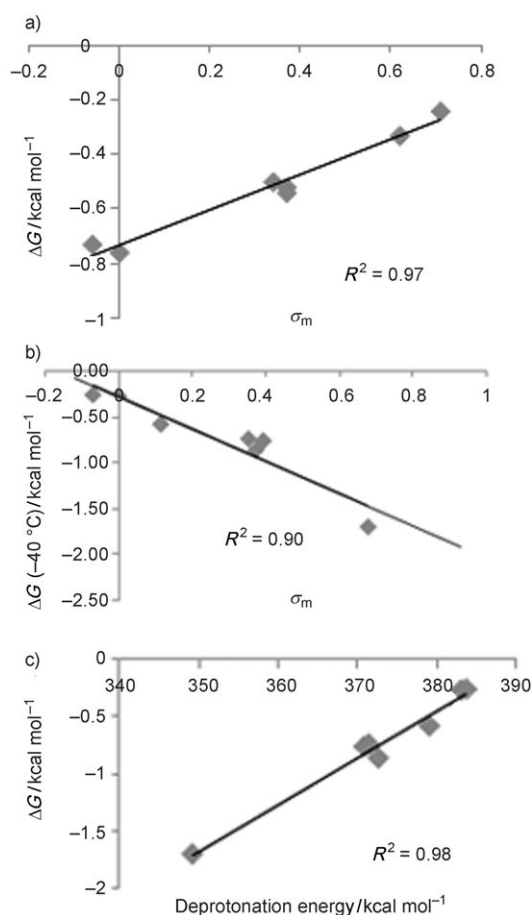 a)
0
−0.2 0 0.2 0.4 0.6 0.8
−0.2
−0.4
−0.6
−0.8
−1
ΔG/kcal mol⁻¹
R² = 0.97
σₘ
b)
0.00
−0.2 0 0.2 0.4 0.6 0.8 1
−0.50
−1.00
−1.50
−2.00
−2.50
ΔG (−40 °C)/kcal mol⁻¹
R² = 0.90
σₘ
c)
0
340 350 360 370 380 390
−0.5
−1
−1.5
−2
ΔG/kcal mol⁻¹
R² = 0.98
Deprotonation energy/kcal mol⁻¹